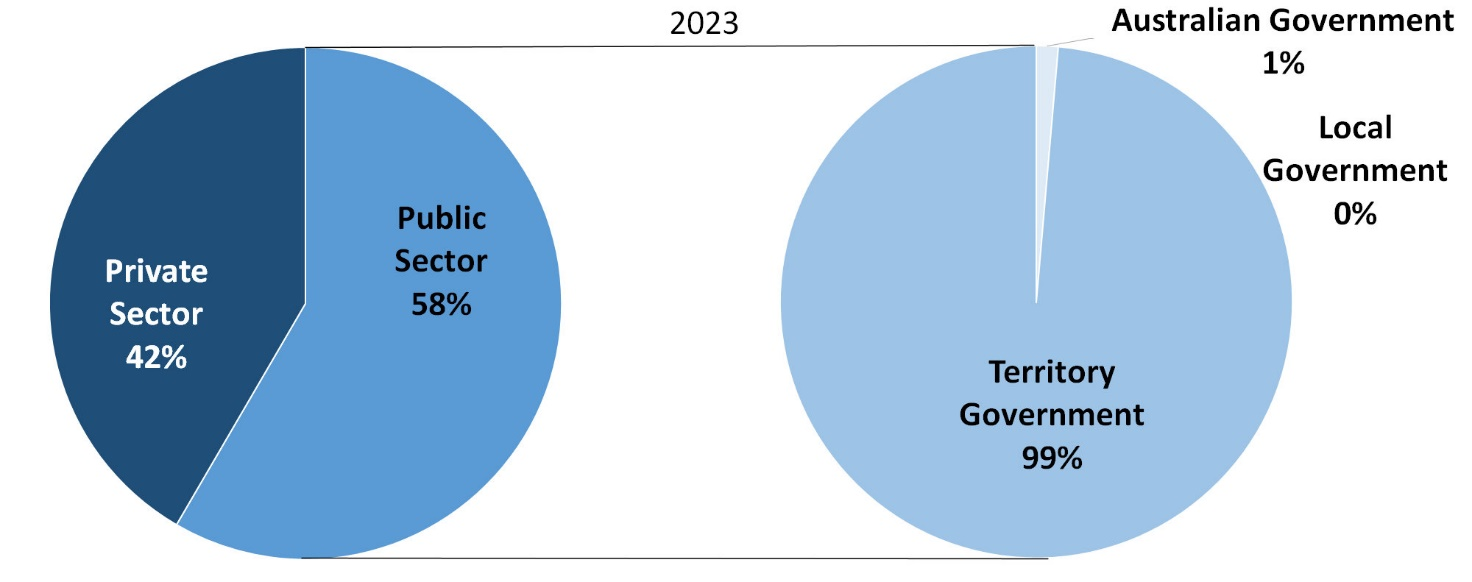 2023
Australian Government
1%
Local
Government
0%
Public
Sector
58%
Private
Sector
42%
Territory
Government
99%